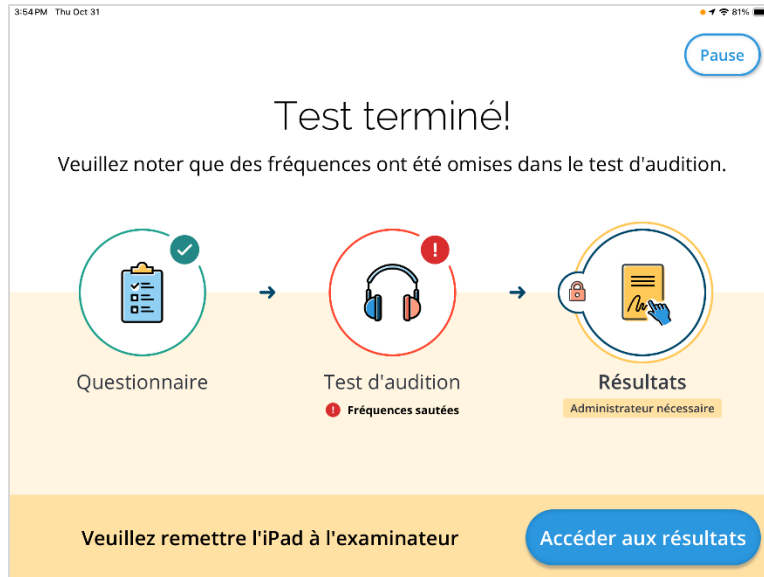 3:54 PM Thu Oct 31
81%
Pause
Test terminé!
Veuillez noter que des fréquences ont été omises dans le test d'audition.
Questionnaire
Test d'audition
Fréquences sautées
Résultats
Administrateur nécessaire
Veuillez remettre l'iPad à l'examinateur
Accéder aux résultats